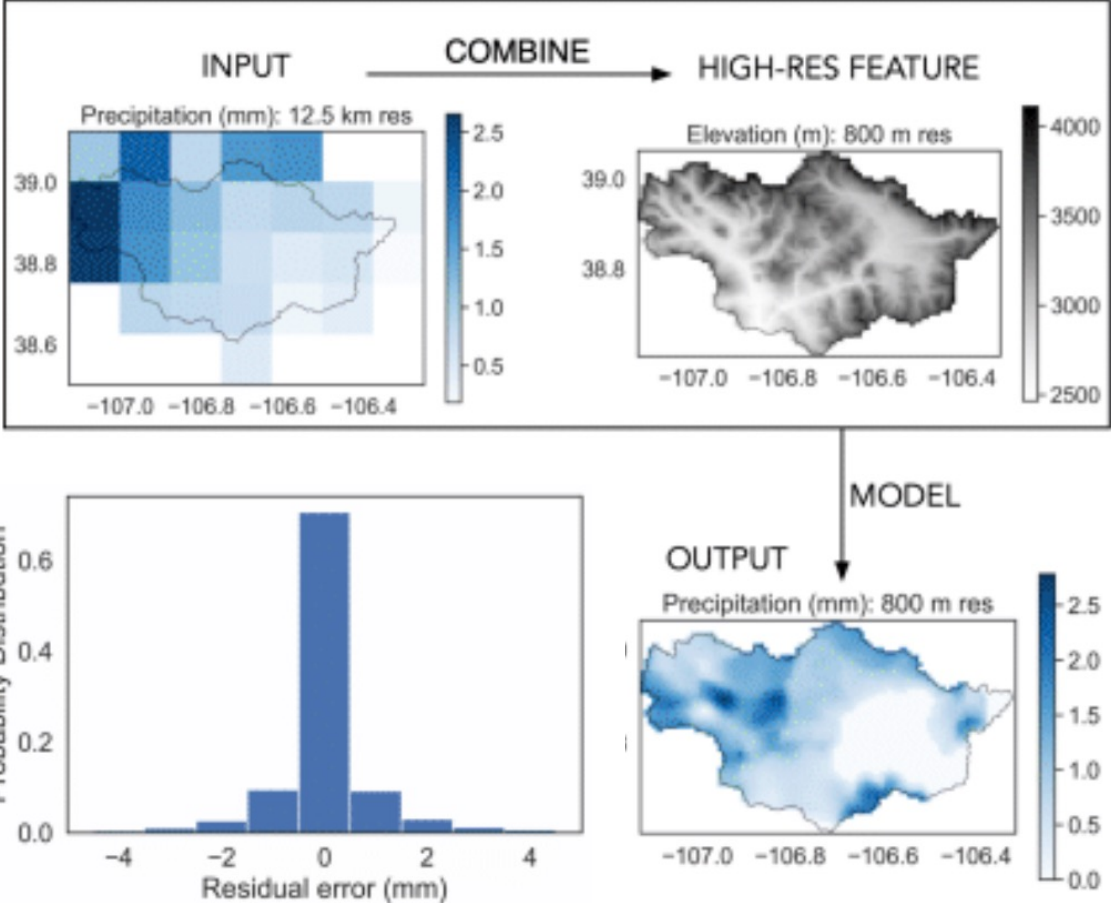 INPUT
COMBINE
HIGH-RES FEATURE
Precipitation (mm): 12.5 km res
39.0
38.8
38.6
−107.0 −106.8 −106.6 −106.4
2.5
2.0
1.5
1.0
0.5
Elevation (m): 800 m res
39.0
38.8
−107.0 −106.8 −106.6 −106.4
4000
3500
3000
2500
MODEL
OUTPUT
Precipitation (mm): 800 m res
−107.0 −106.8 −106.6 −106.4
2.5
2.0
1.5
1.0
0.5
0.0
0.6
0.4
0.2
0.0
−4 −2 0 2 4
Residual error (mm)